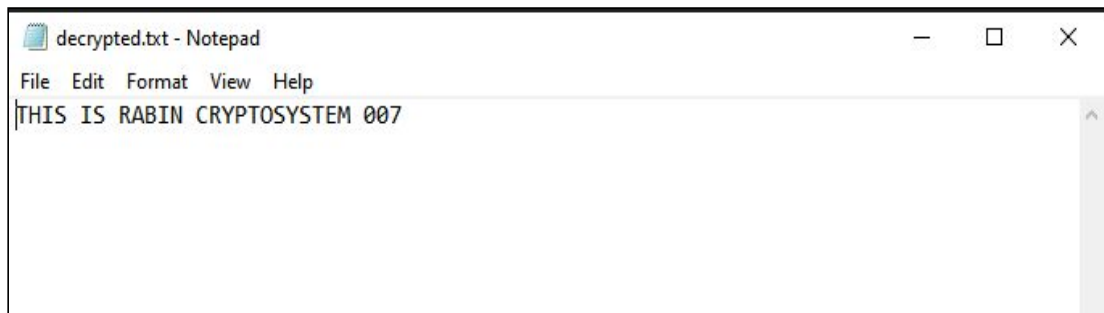 decrypted.txt - Notepad
File Edit Format View Help
THIS IS RABIN CRYPTOSYSTEM 007